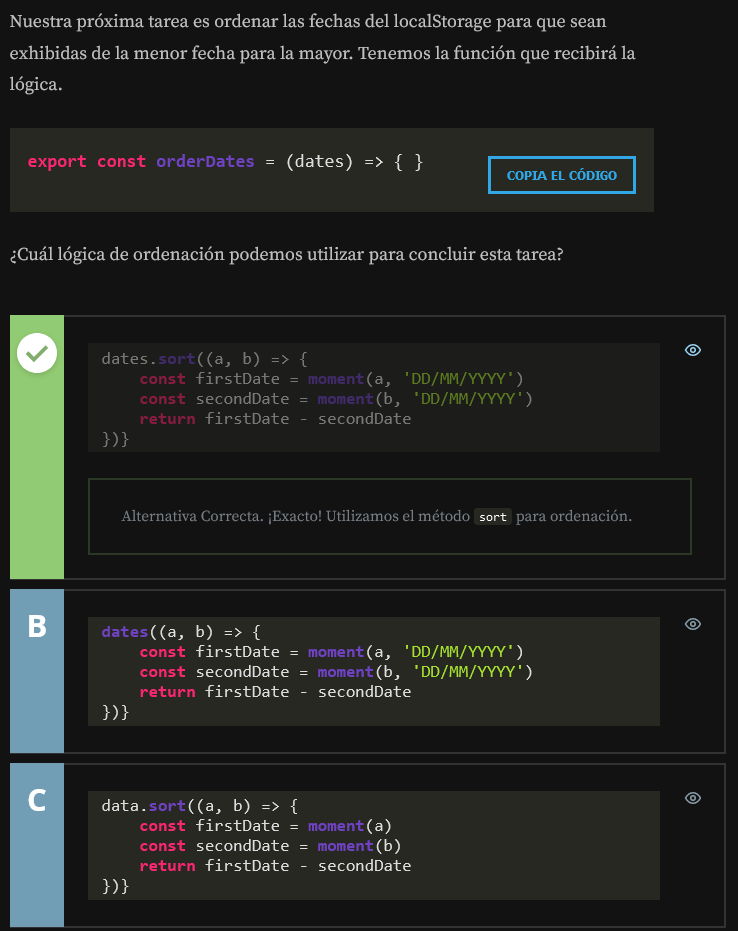 Nuestra próxima tarea es ordenar las fechas del localStorage para que sean
exhibidas de la menor fecha para la mayor. Tenemos la función que recibirá la
lógica.
export const orderDates = (dates) => { }
COPIA EL CÓDIGO
¿Cuál lógica de ordenación podemos utilizar para concluir esta tarea?
dates.sort((a, b) => {
    const firstDate = moment(a, 'DD/MM/YYYY')
    const secondDate = moment(b, 'DD/MM/YYYY')
    return firstDate - secondDate
})}
Alternativa Correcta. ¡Exacto! Utilizamos el método sort para ordenación.
B
dates((a, b) => {
    const firstDate = moment(a, 'DD/MM/YYYY')
    const secondDate = moment(b, 'DD/MM/YYYY')
    return firstDate - secondDate
})}
C
data.sort((a, b) => {
    const firstDate = moment(a)
    const secondDate = moment(b)
    return firstDate - secondDate
})}